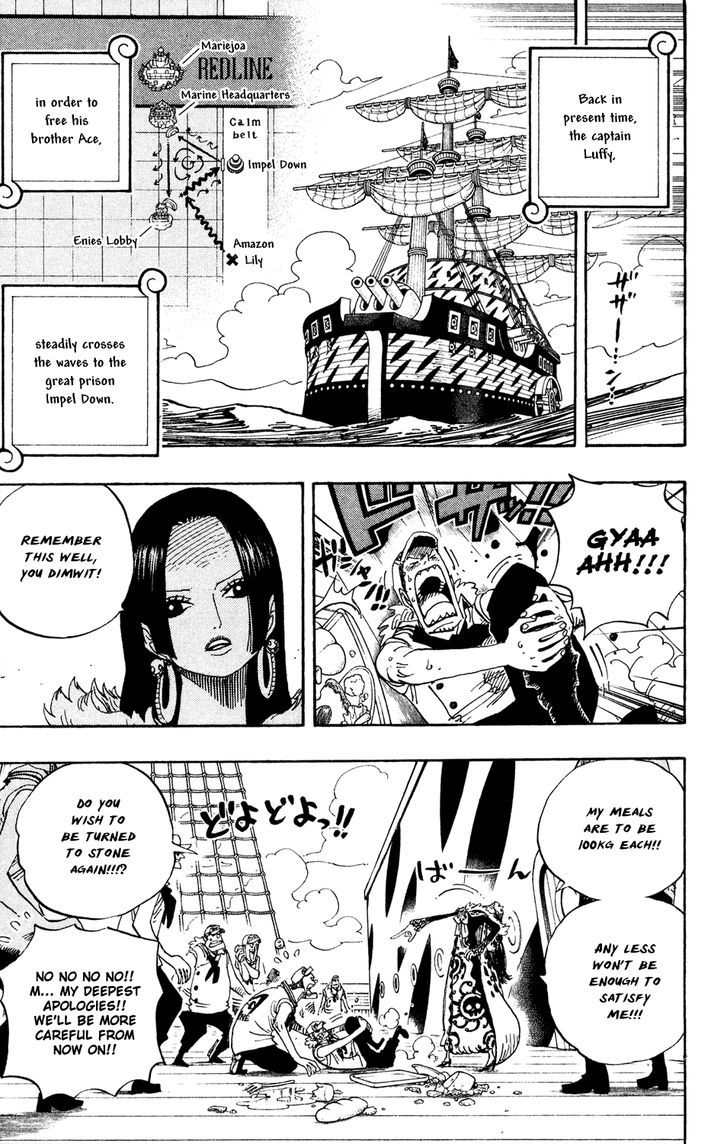 Back in
present time,
the captain
Luffy,
in order to
free his
brother Ace,
Mariejoa
REDLINE
Marine Headquarters
Calm
belt
Impel Down
Enies Lobby
Amazon
Lily
steadily crosses
the waves to the
great prison
Impel Down.
ザザーーン…
GYAA
AHH!!!
REMEMBER
THIS WELL,
YOU DIMWIT!
MY MEALS
ARE TO BE
100KG EACH!!
ANY LESS
WON'T BE
ENOUGH TO
SATISFY
ME!!!
ばーーん
どよどよっ!!
DO YOU
WISH TO
BE TURNED
TO STONE
AGAIN!!!?
NO NO NO NO!!
M... MY DEEPEST
APOLOGIES!!
WE'LL BE MORE
CAREFUL FROM
NOW ON!!